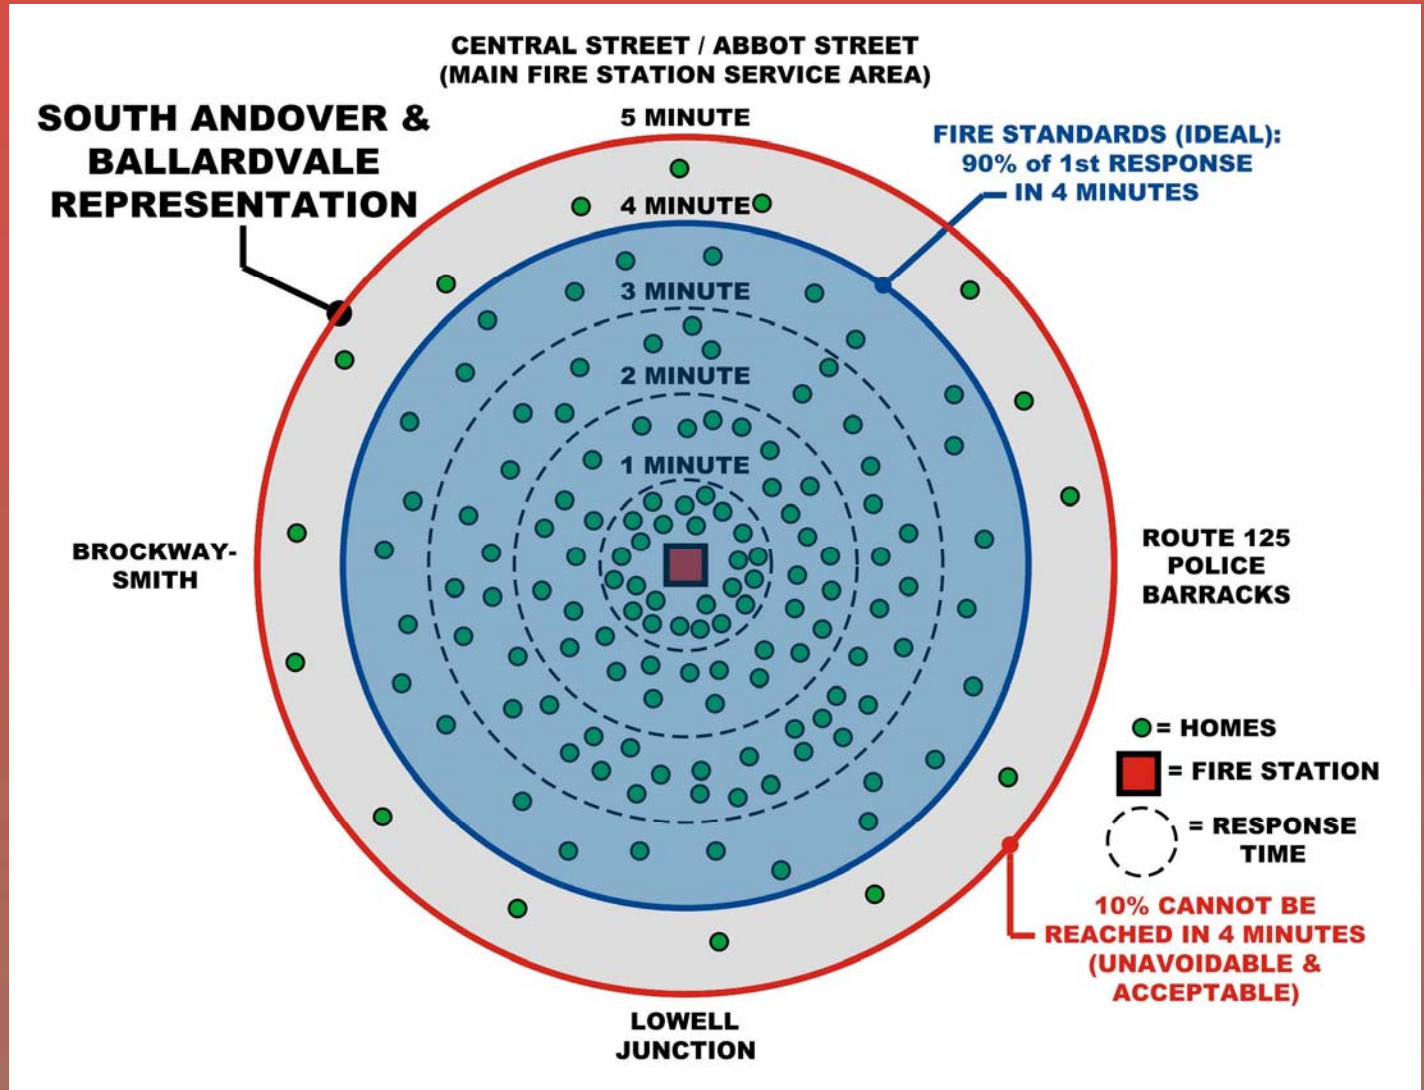 CENTRAL STREET / ABBOT STREET
(MAIN FIRE STATION SERVICE AREA)
5 MINUTE
SOUTH ANDOVER &
BALLARDVALE
REPRESENTATION
FIRE STANDARDS (IDEAL):
90% of 1st RESPONSE
IN 4 MINUTES
4 MINUTE
3 MINUTE
2 MINUTE
1 MINUTE
BROCKWAY-
SMITH
ROUTE 125
POLICE
BARRACKS
= HOMES
= FIRE STATION
= RESPONSE
TIME
10% CANNOT BE
REACHED IN 4 MINUTES
(UNAVOIDABLE &
ACCEPTABLE)
LOWELL
JUNCTION